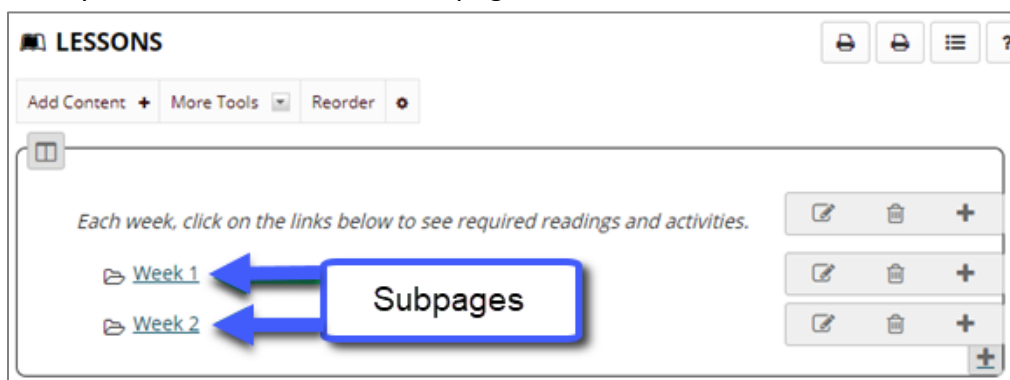 LESSONS
?
Add Content + More Tools Reorder
Each week, click on the links below to see required readings and activities.
Week 1
Subpages
Week 2